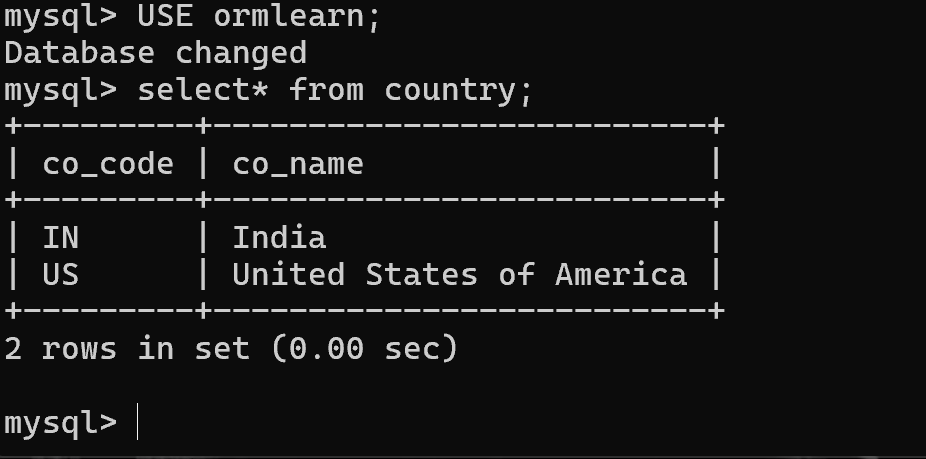 mysql> USE ormlearn;
Database changed
mysql> select* from country;
+---------+--------------------------+
| co_code | co_name                  |
+---------+--------------------------+
| IN      | India                    |
| US      | United States of America |
+---------+--------------------------+
2 rows in set (0.00 sec)
mysql>